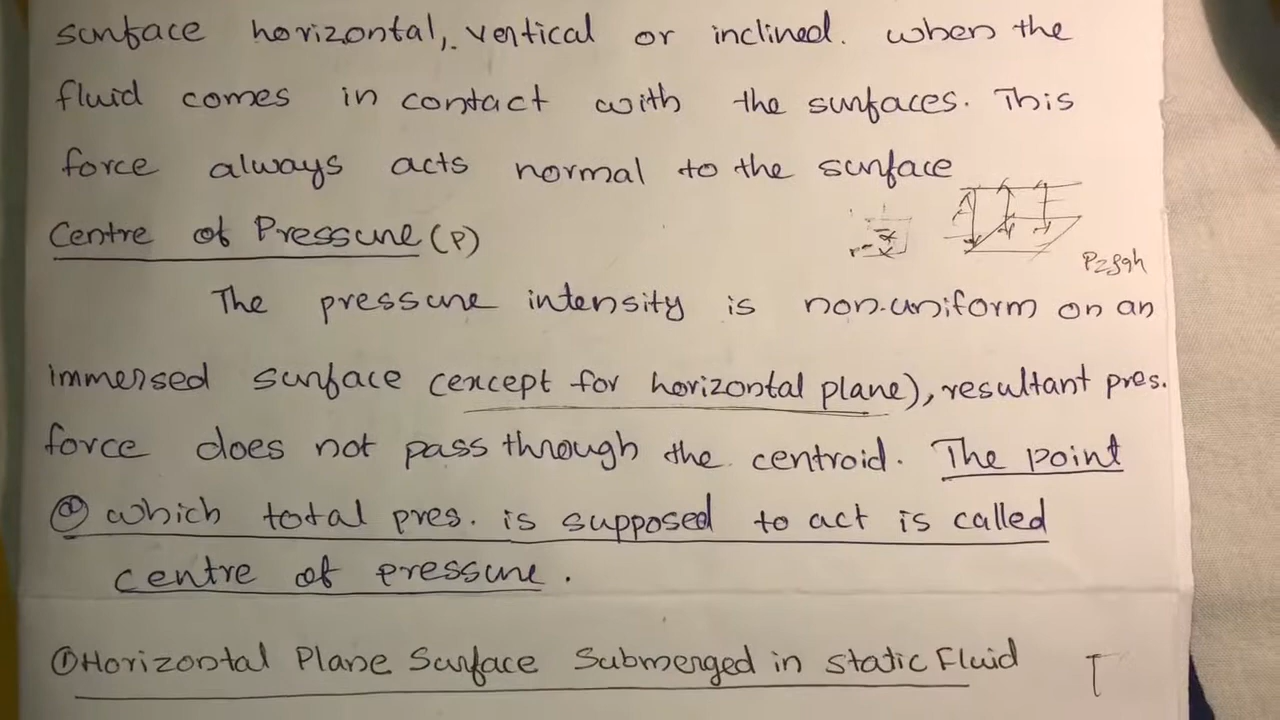 surface horizontal, vertical or inclined. when the
fluid comes in contact with the surfaces. This
force always acts normal to the surface
Centre of Pressure (P)
P=ρgh
The pressure intensity is non-uniform on an
immersed surface (except for horizontal plane), resultant pres.
force does not pass through the centroid. The point
@ which total pres. is supposed to act is called
centre of pressure.
① Horizontal Plane Surface Submerged in static Fluid